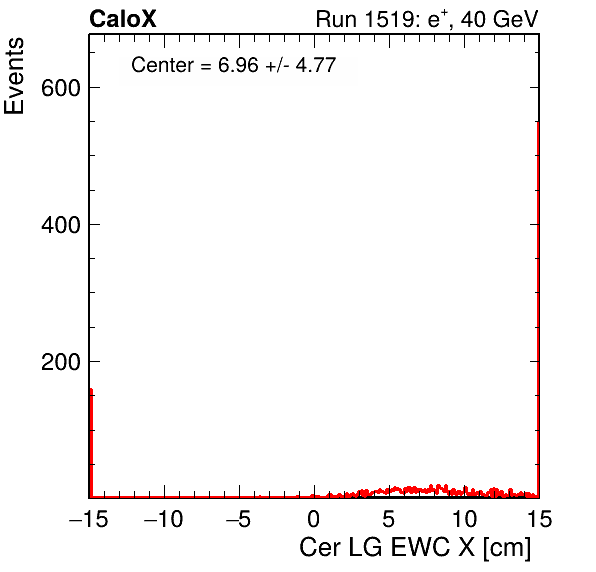 CaloX
Run 1519: e+, 40 GeV
Center = 6.96 +/- 4.77
Events
600
400
200
−15 −10 −5 0 5 10 15
Cer LG EWC X [cm]